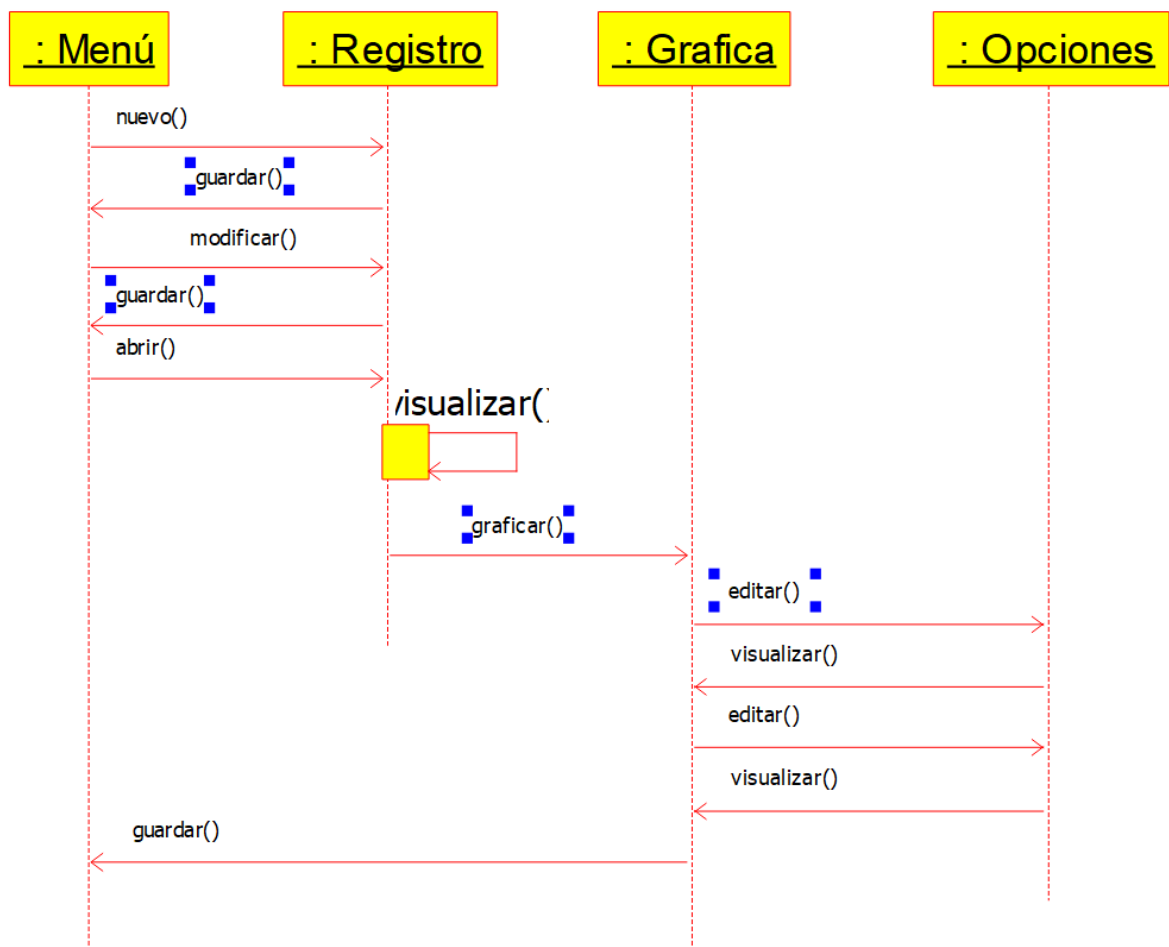 : Menú
: Registro
: Grafica
: Opciones
nuevo()
guardar()
modificar()
guardar()
abrir()
visualizar()
graficar()
editar()
visualizar()
editar()
visualizar()
guardar()